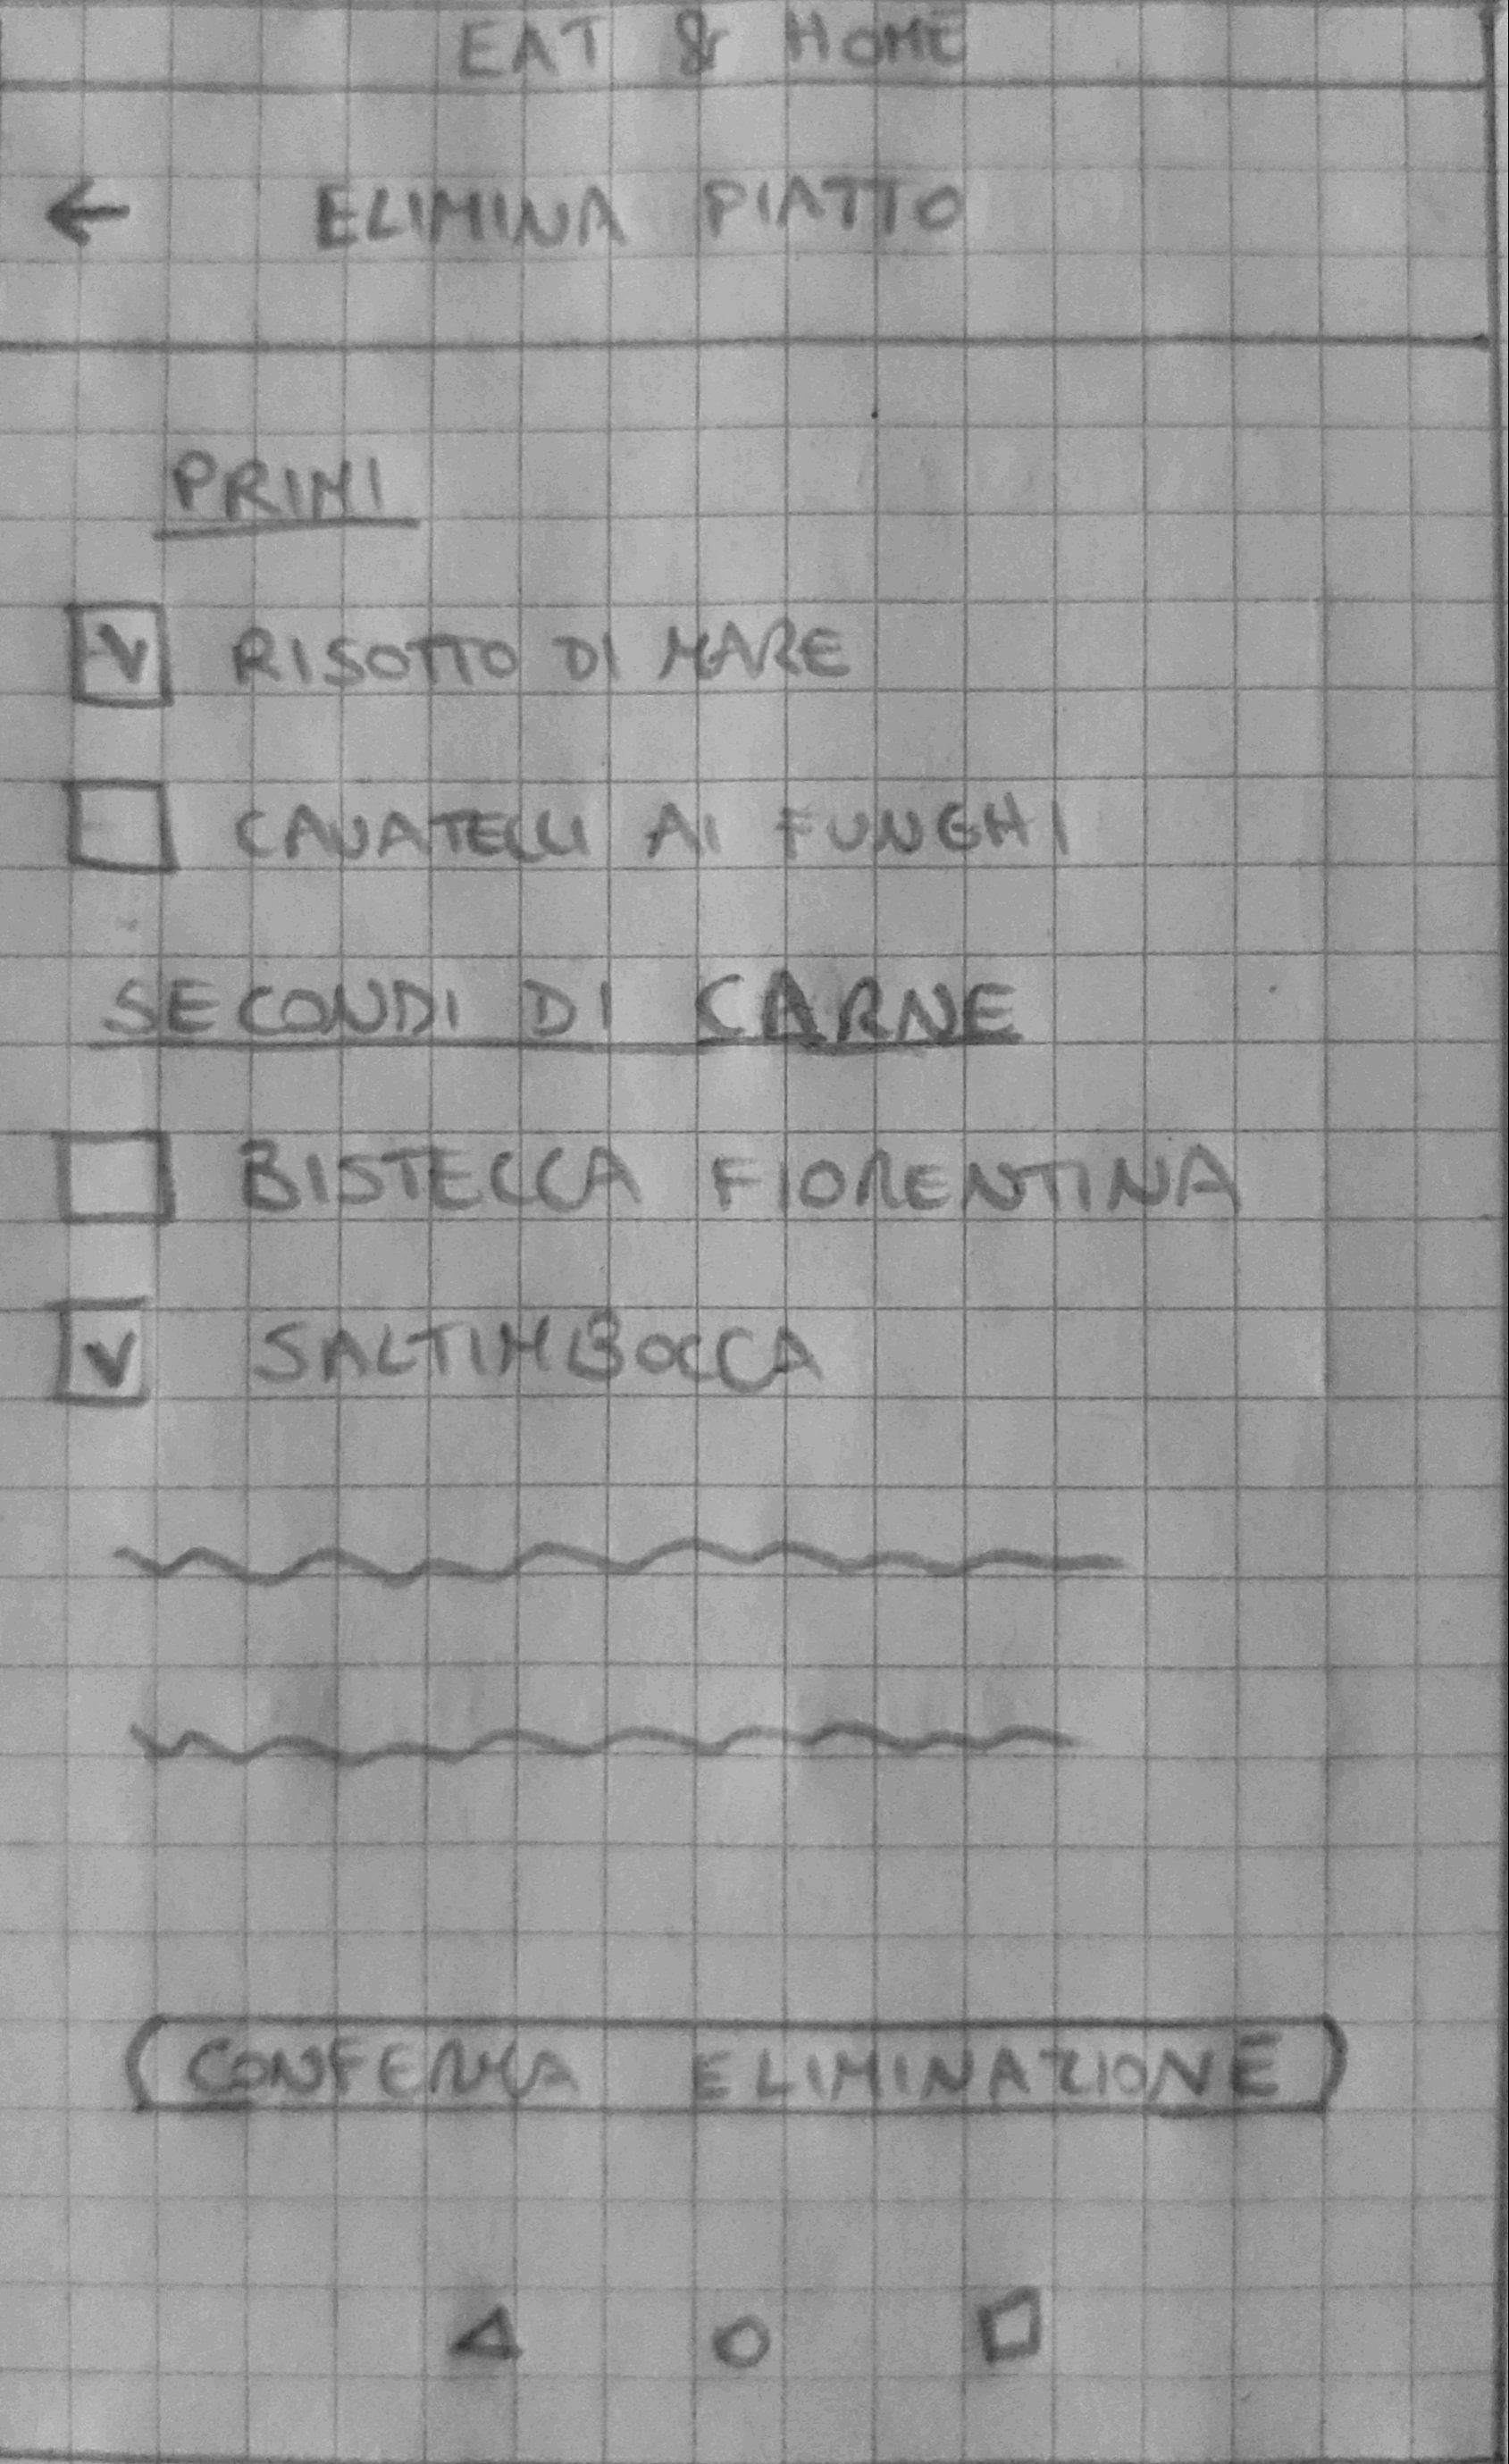 EAT & HOME
← ELIMINA PIATTO
PRIMI
RISOTTO DI MARE
CAVATELLI AI FUNGHI
SECONDI DI CARNE
BISTECCA FIORENTINA
SALTIMBOCCA
CONFERMA ELIMINAZIONE